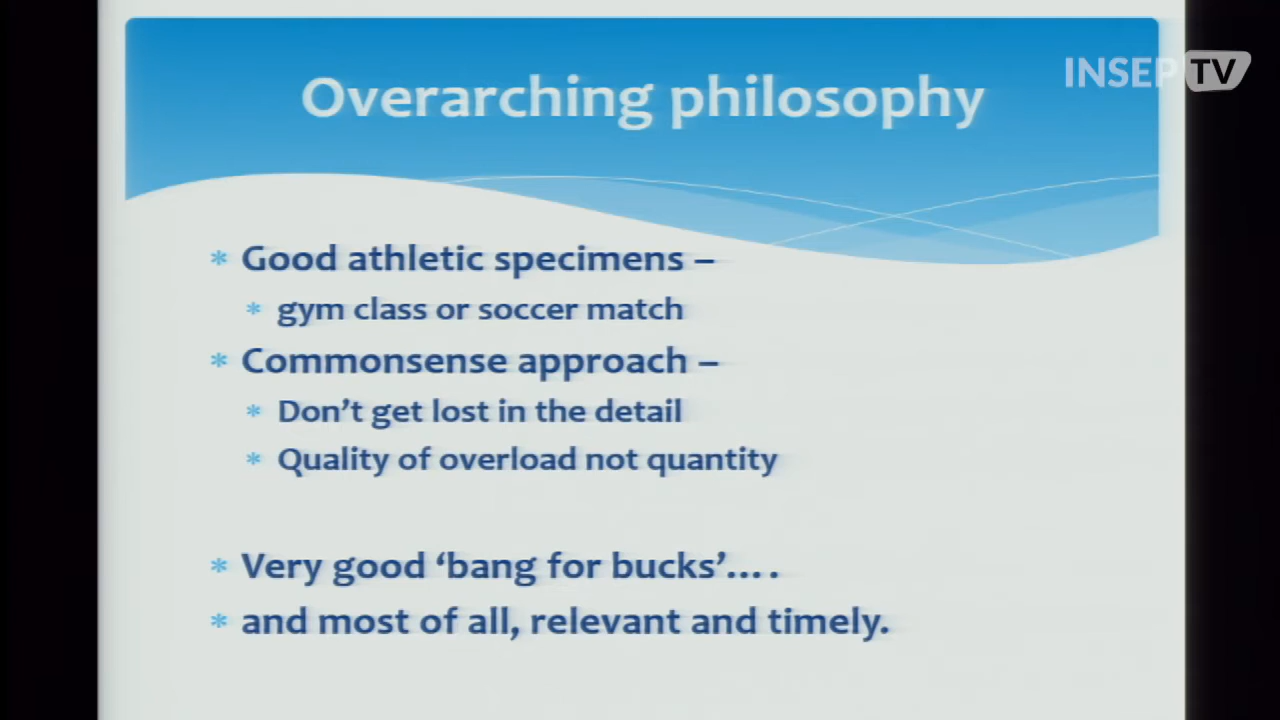 Overarching philosophy
INSEP TV
* Good athletic specimens –
* gym class or soccer match
* Commonsense approach –
* Don't get lost in the detail
* Quality of overload not quantity
* Very good ‘bang for bucks’….
* and most of all, relevant and timely.